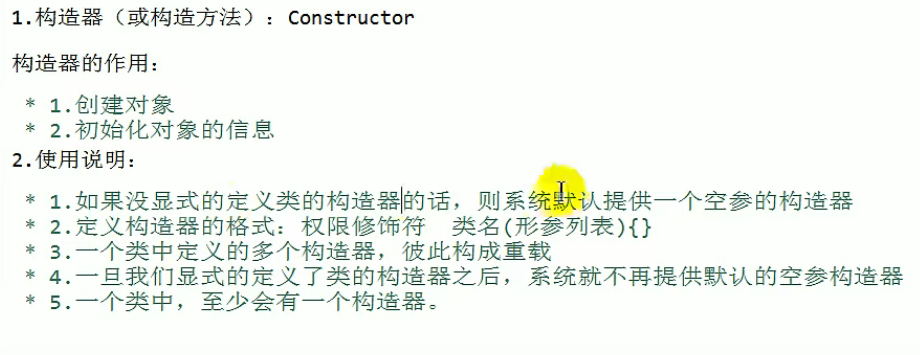 1.构造器（或构造方法）：Constructor
构造器的作用：
* 1.创建对象
* 2.初始化对象的信息
2.使用说明：
* 1.如果没显式的定义类的构造器的话，则系统默认提供一个空参的构造器
* 2.定义构造器的格式：权限修饰符 类名(形参列表){}
* 3.一个类中定义的多个构造器，彼此构成重载
* 4.一旦我们显式的定义了类的构造器之后，系统就不再提供默认的空参构造器
* 5.一个类中，至少会有一个构造器。